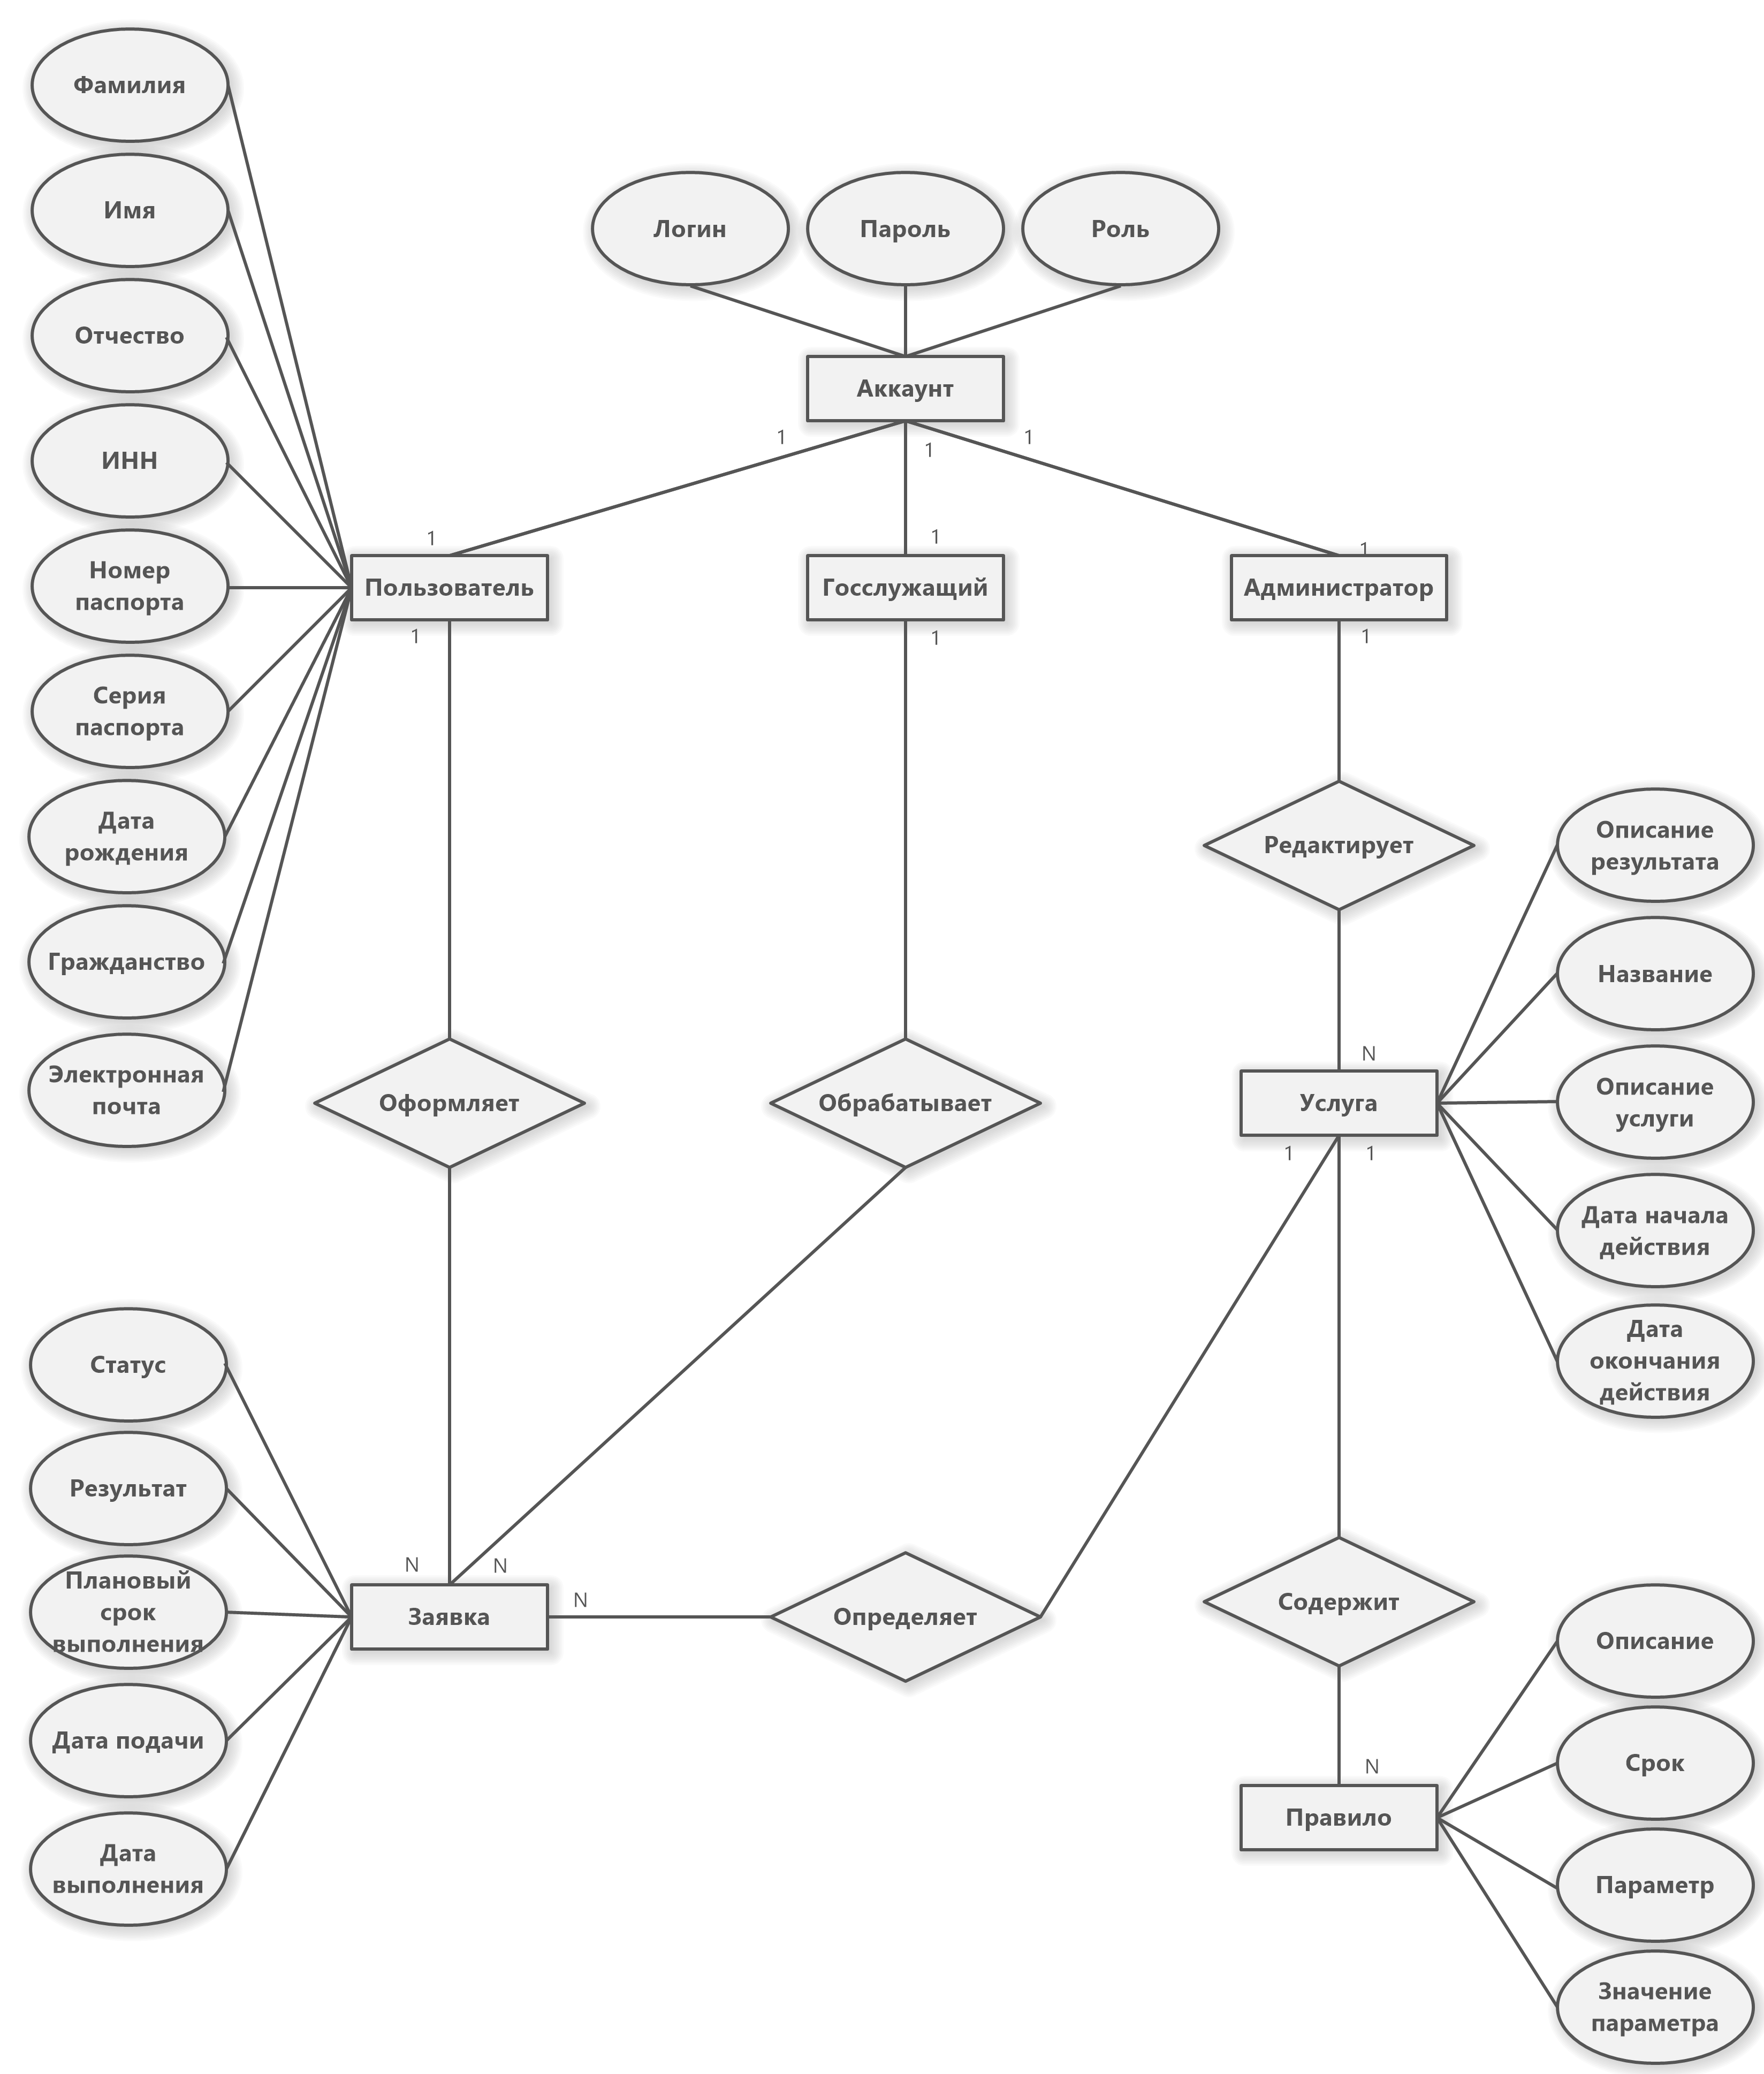 Фамилия
Имя
Отчество
ИНН
Номер
паспорта
Серия
паспорта
Дата
рождения
Гражданство
Электронная
почта
Логин
Пароль
Роль
Аккаунт
1
1
1
1
1
1
Пользователь
Госслужащий
Администратор
1
1
1
Редактирует
Описание
результата
Название
Описание
услуги
Дата начала
действия
Дата
окончания
действия
N
Оформляет
Обрабатывает
Услуга
1
1
Статус
Результат
Плановый
срок
выполнения
Дата подачи
Дата
выполнения
N
N
N
Заявка
Определяет
Содержит
N
Правило
Описание
Срок
Параметр
Значение
параметра